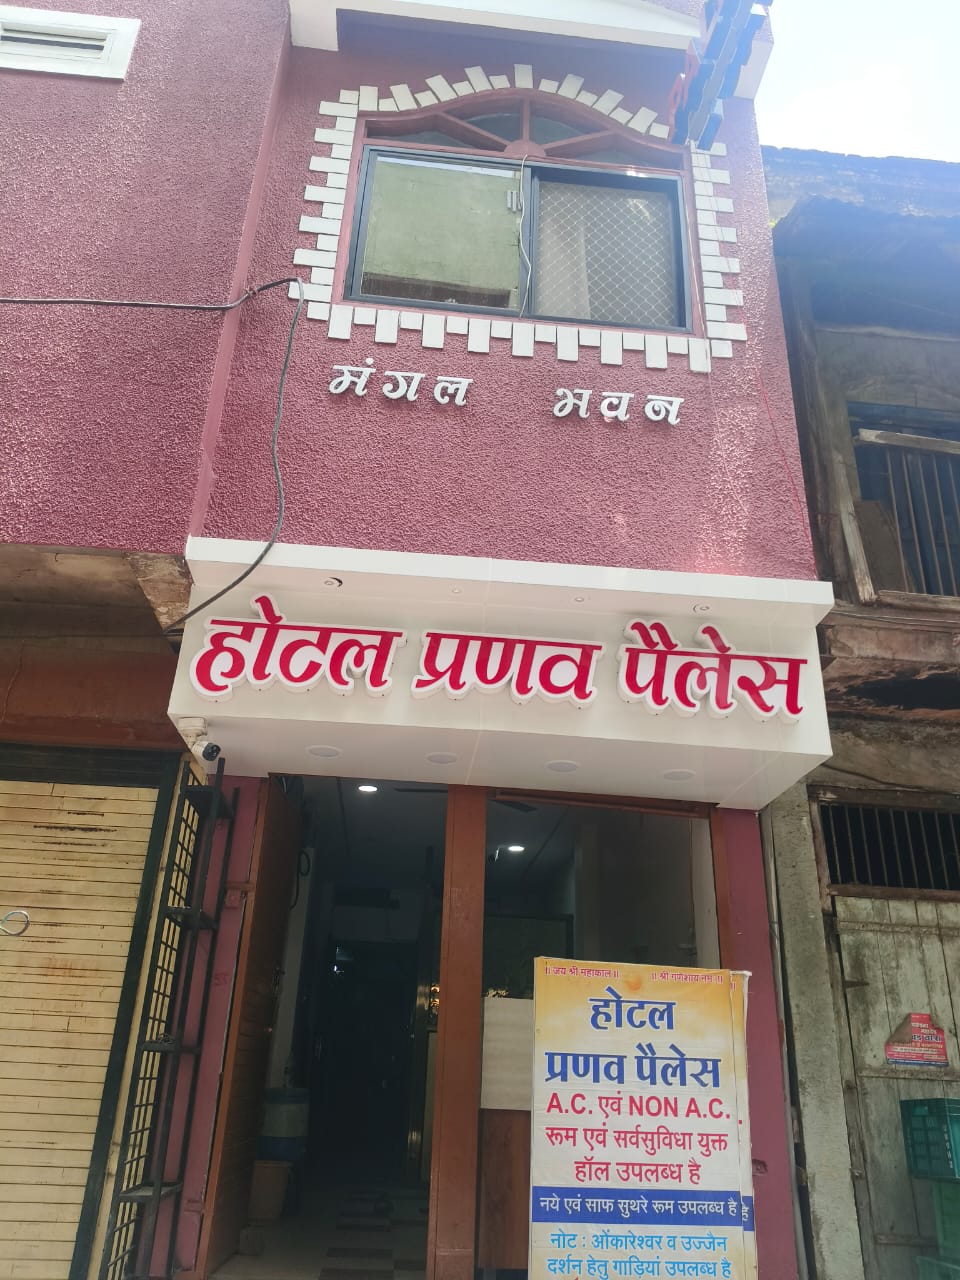 मंगल भवन
होटल प्रणव पैलेस
॥ जय श्री महाकाल ॥ ॥ श्री गणेशाय नमः ॥
होटल
प्रणव पैलेस
A.C. एवं NON A.C.
रूम एवं सर्वसुविधा युक्त
हॉल उपलब्ध है
नये एवं साफ सुथरे रूम उपलब्ध है
नोट : ओंकारेश्वर व उज्जैन
दर्शन हेतु गाड़ियां उपलब्ध है